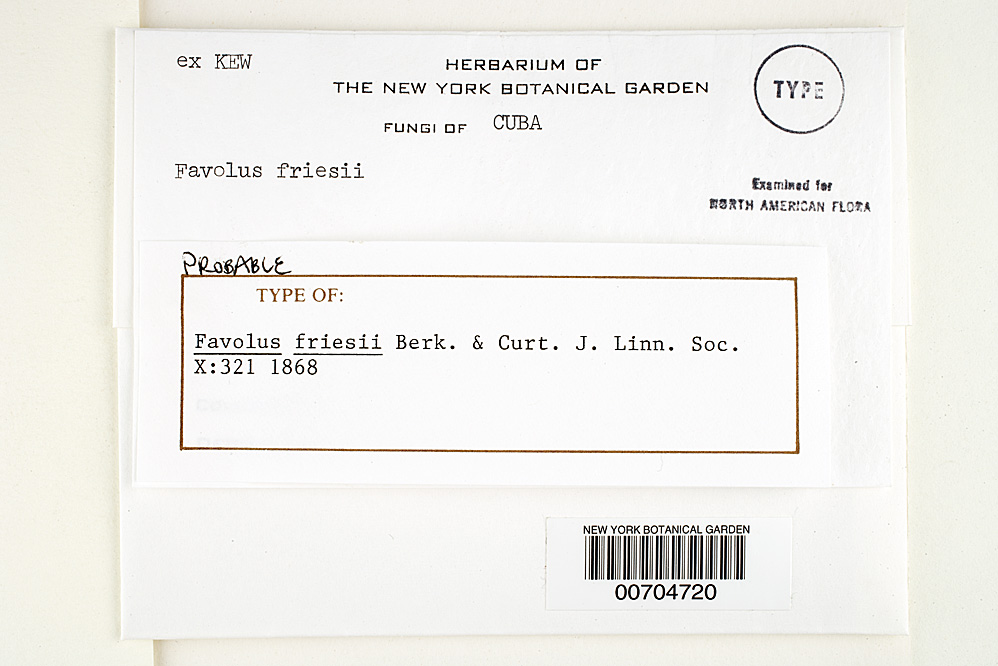 ex KEW
HERBARIUM OF
THE NEW YORK BOTANICAL GARDEN
FUNGI OF CUBA
TYPE
Favolus friesii
Examined for
NORTH AMERICAN FLORA
PROBABLE
TYPE OF:
Favolus friesii Berk. & Curt. J. Linn. Soc.
X:321 1868
NEW YORK BOTANICAL GARDEN
00704720